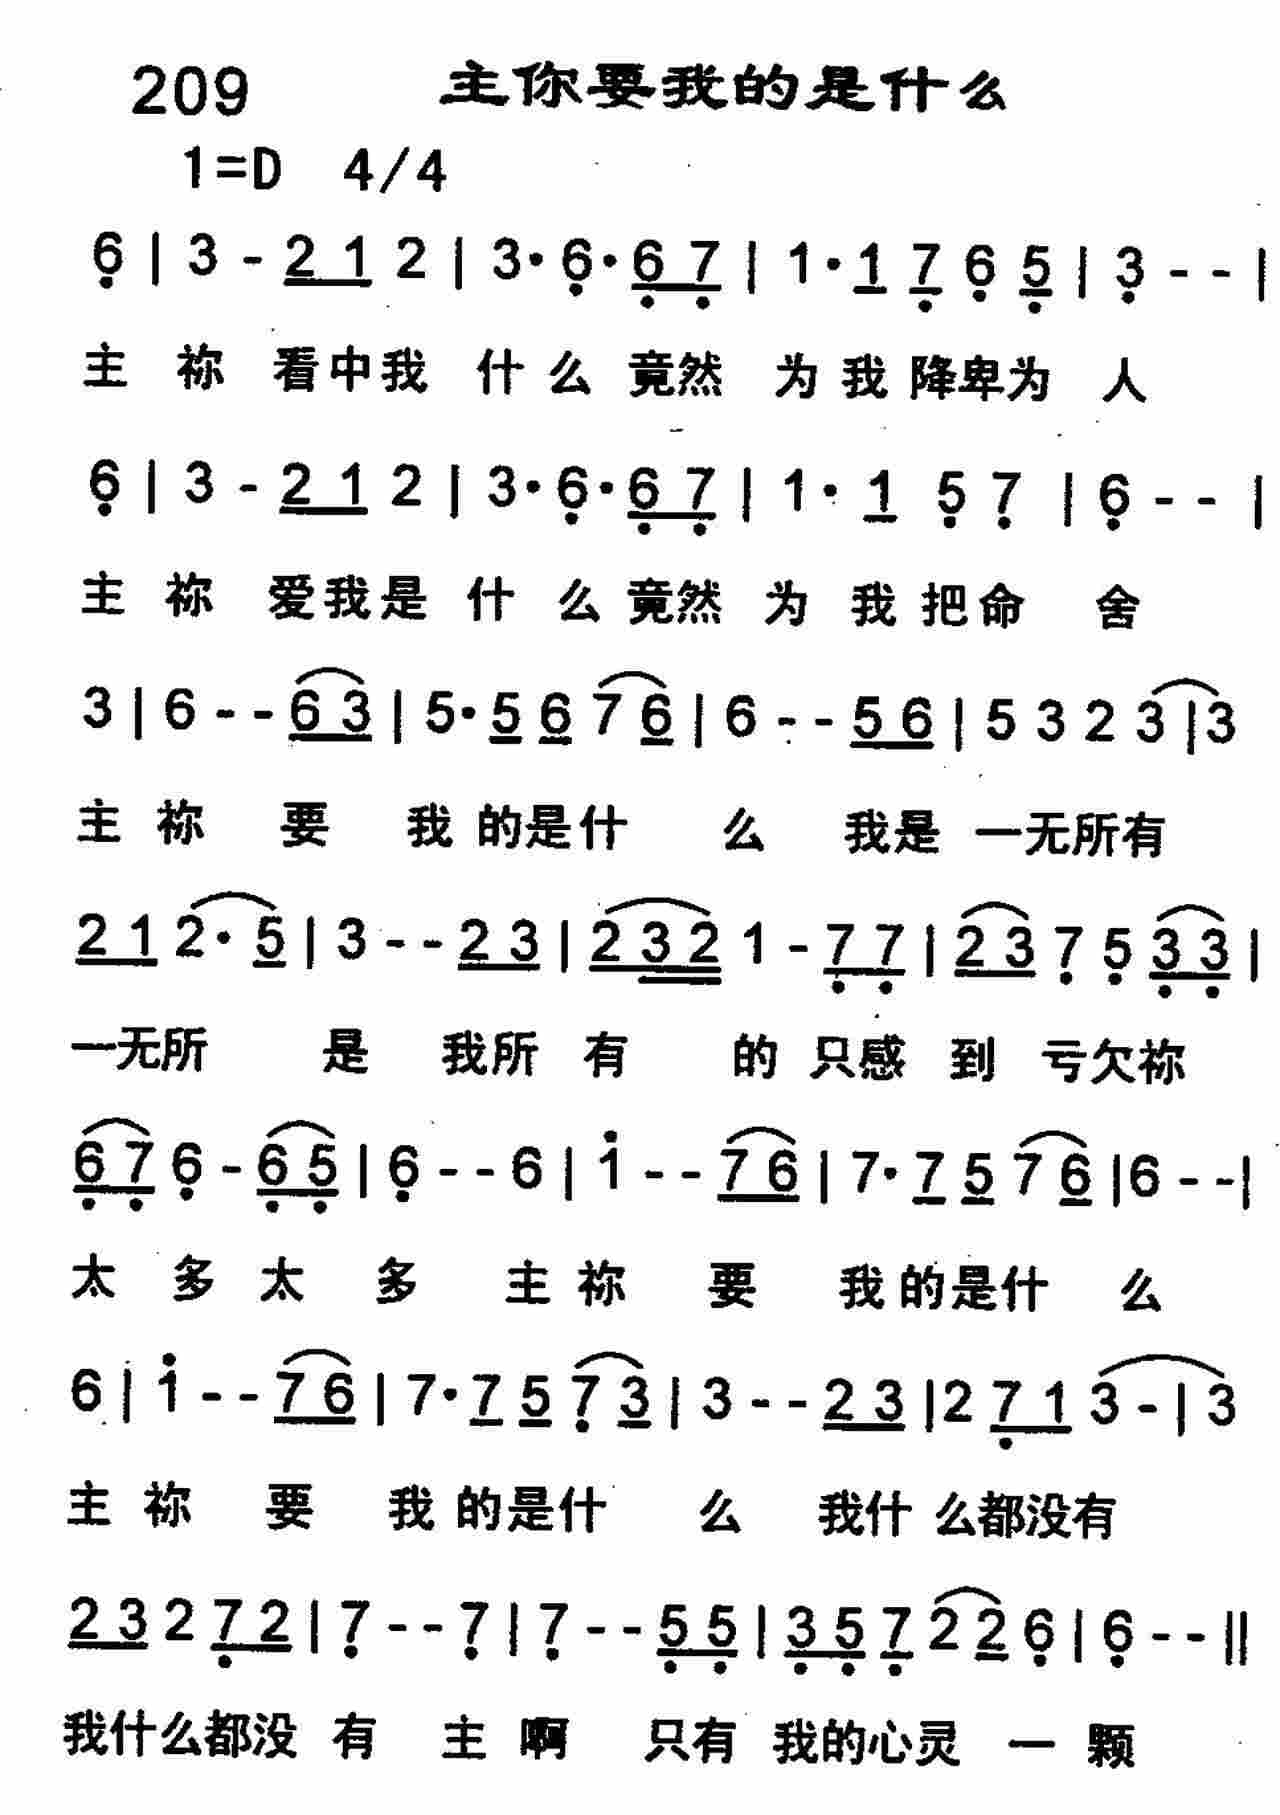 209 主你要我的是什么
1=D 4/4
6 | 3 - 2 1 2 | 3· 6· 6 7 | 1· 1 7 6 5 | 3 - - |
主 祢 看中我 什 么 竟然 为 我 降卑为 人
6 | 3 - 2 1 2 | 3· 6· 6 7 | 1· 1 5 7 | 6 - - |
主 祢 爱我是 什 么 竟然 为 我 把命 舍
3 | 6 - - 6 3 | 5· 5 6 7 6 | 6 - - 5 6 | 5 3 2 3 | 3
主 祢 要 我 的是什 么 我是 一无所有
2 1 2· 5 | 3 - - 2 3 | 2 3 2 1 - 7 7 | 2 3 7 5 3 3 |
一无所 是 我所 有 的 只感 到 亏欠祢
6 7 6 - 6 5 | 6 - - 6 | 1 - - 7 6 | 7· 7 5 7 6 | 6 - - |
太 多 太 多 主 祢 要 我 的是什 么
6 | 1 - - 7 6 | 7· 7 5 7 3 | 3 - - 2 3 | 2 7 1 3 - | 3
主 祢 要 我 的是什 么 我什 么都没有
2 3 2 7 2 | 7 - - 7 | 7 - - 5 5 | 3 5 7 2 2 6 | 6 - - ||
我什么都没 有 主 啊 只有 我的心灵 一 颗